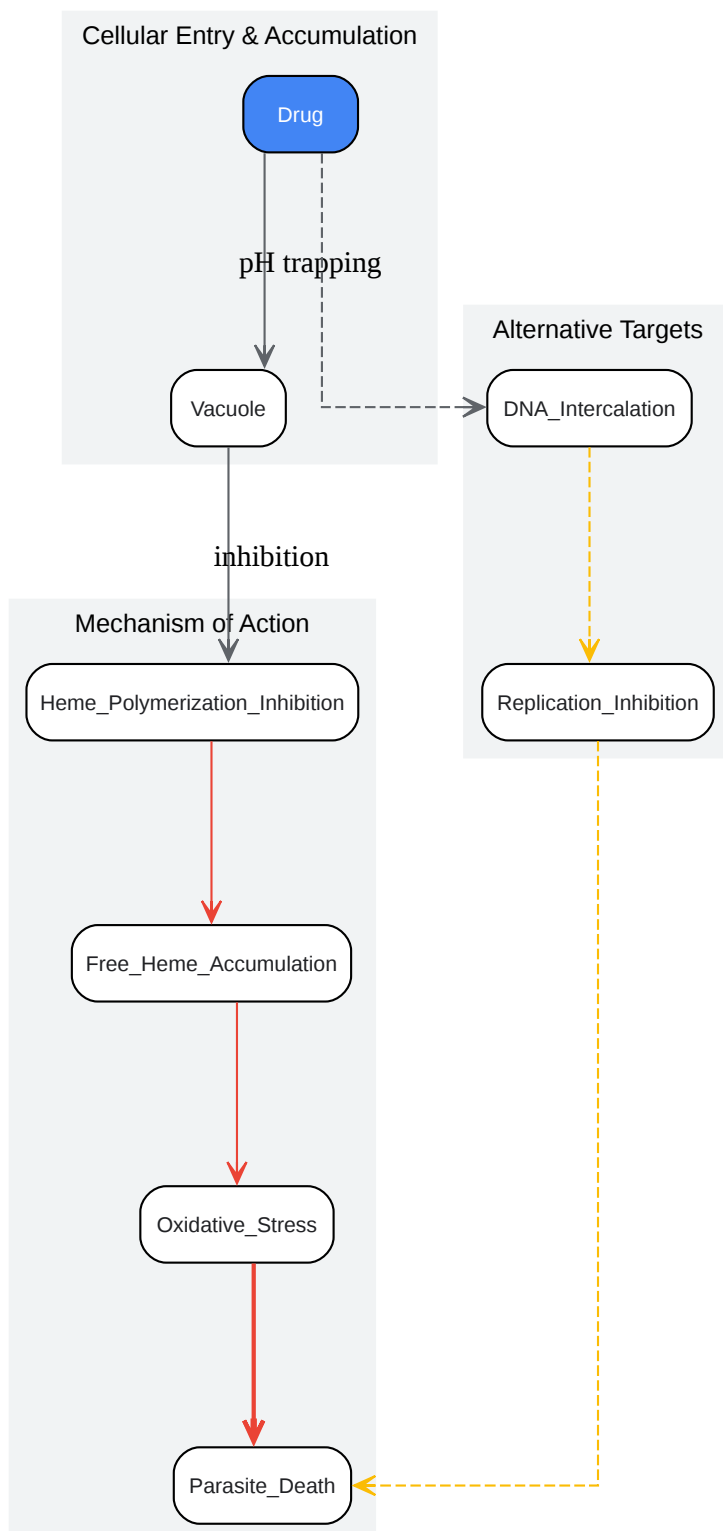 Cellular Entry & Accumulation
Drug
pH trapping
Vacuole
Alternative Targets
DNA_Intercalation
inhibition
Mechanism of Action
Heme_Polymerization_Inhibition
Replication_Inhibition
Free_Heme_Accumulation
Oxidative_Stress
Parasite_Death